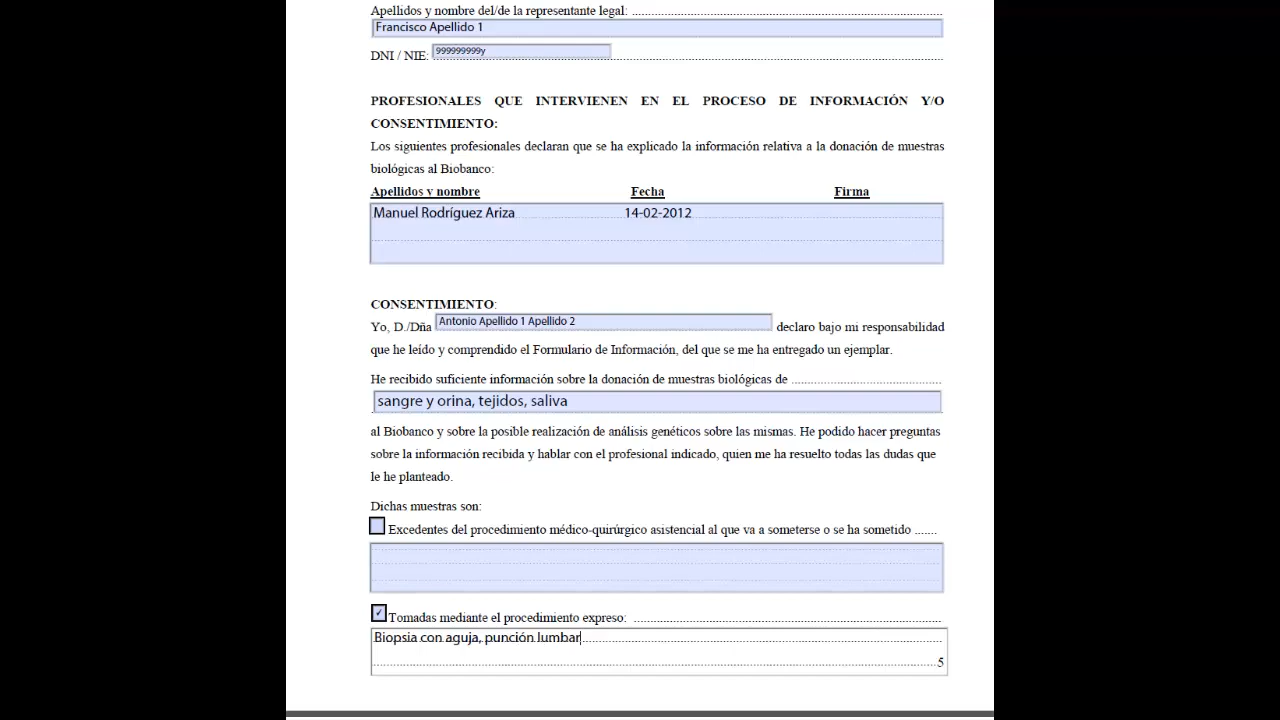 Apellidos y nombre del/de la representante legal: ........................................................................
Francisco Apellido 1
DNI / NIE: 999999999y
PROFESIONALES QUE INTERVIENEN EN EL PROCESO DE INFORMACIÓN Y/O
CONSENTIMIENTO:
Los siguientes profesionales declaran que se ha explicado la información relativa a la donación de muestras
biológicas al Biobanco:
Apellidos y nombre Fecha Firma
Manuel Rodríguez Ariza 14-02-2012
CONSENTIMIENTO:
Yo, D./Dña Antonio Apellido 1 Apellido 2 declaro bajo mi responsabilidad
que he leído y comprendido el Formulario de Información, del que se me ha entregado un ejemplar.
He recibido suficiente información sobre la donación de muestras biológicas de ..................................
sangre y orina, tejidos, saliva
al Biobanco y sobre la posible realización de análisis genéticos sobre las mismas. He podido hacer preguntas
sobre la información recibida y hablar con el profesional indicado, quien me ha resuelto todas las dudas que
le he planteado.
Dichas muestras son:
Excedentes del procedimiento médico-quirúrgico asistencial al que va a someterse o se ha sometido .......
✓ Tomadas mediante el procedimiento expreso: ........................................................................
Biopsia con aguja, punción lumbar
5